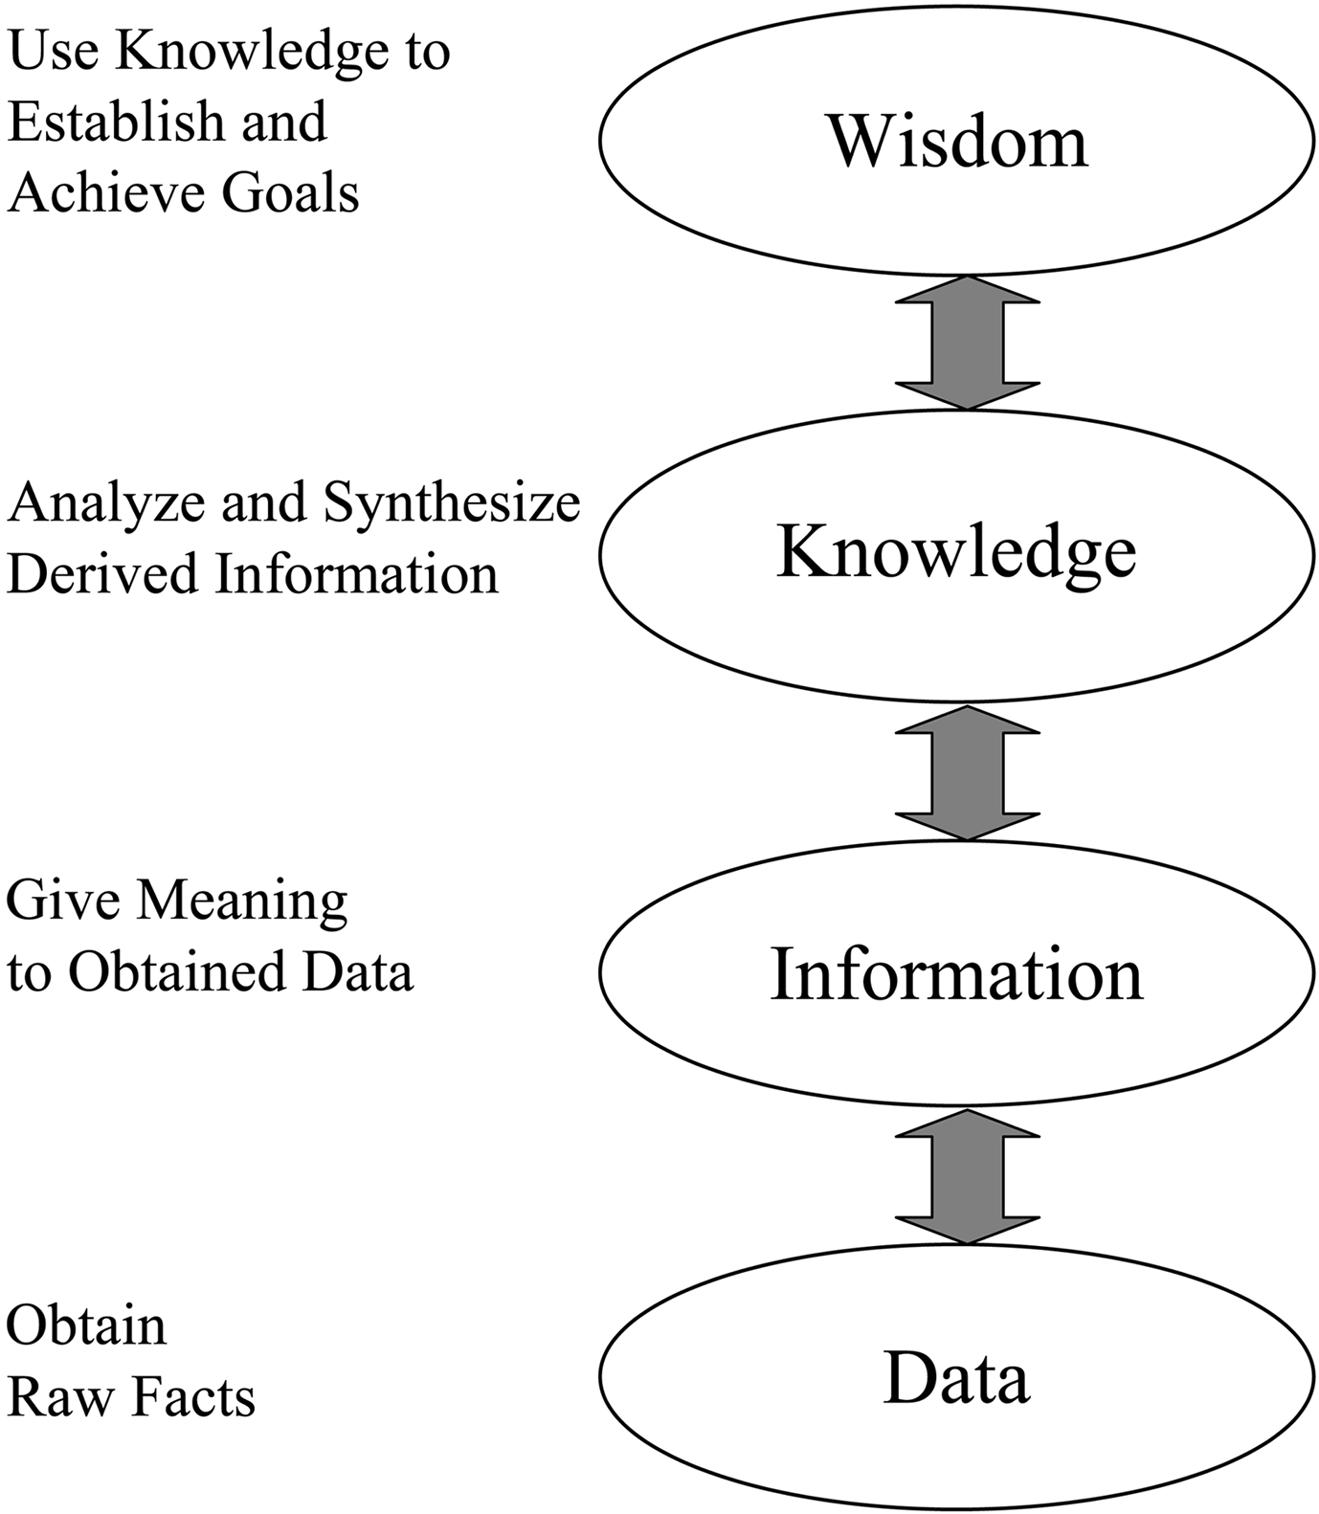 Use Knowledge to
Establish and
Achieve Goals
Wisdom
Analyze and Synthesize
Derived Information
Knowledge
Give Meaning
to Obtained Data
Information
Obtain
Raw Facts
Data